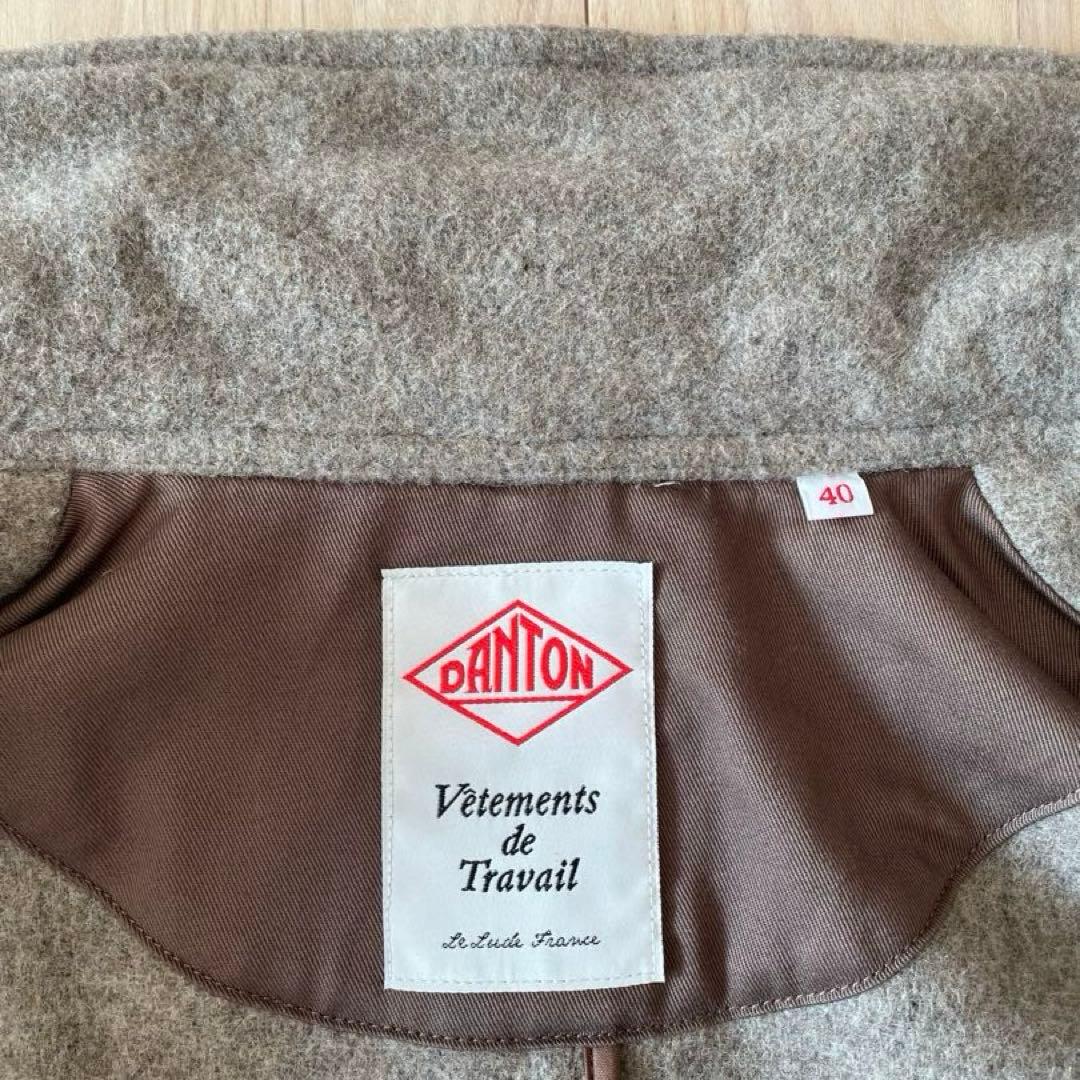 40
DANTON
Vêtements
de
Travail
Le Lude France